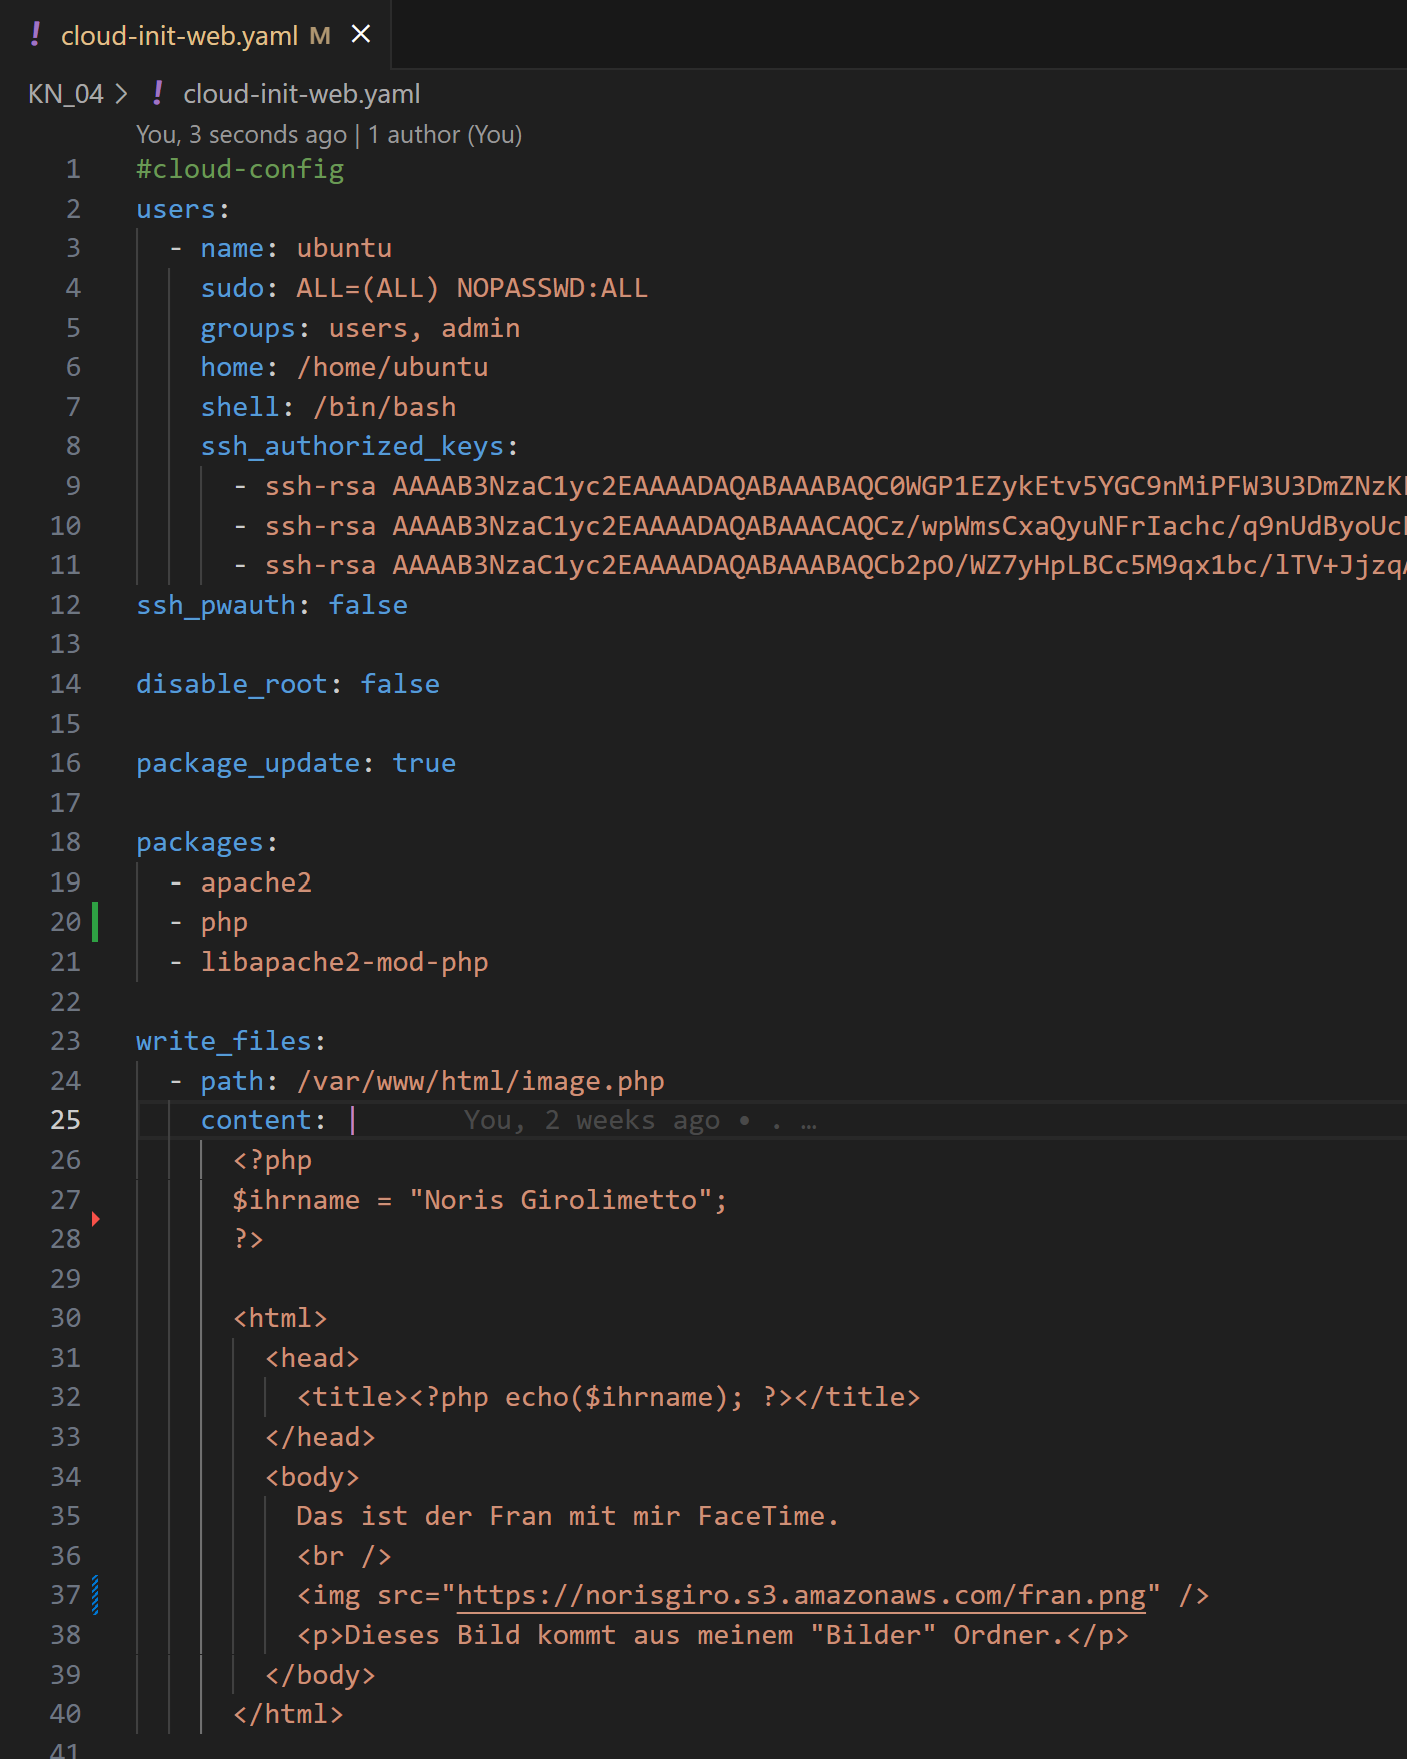 ! cloud-init-web.yaml M ×
KN_04 > ! cloud-init-web.yaml
You, 3 seconds ago | 1 author (You)
1 #cloud-config
2 users:
3 - name: ubuntu
4 sudo: ALL=(ALL) NOPASSWD:ALL
5 groups: users, admin
6 home: /home/ubuntu
7 shell: /bin/bash
8 ssh_authorized_keys:
9 - ssh-rsa AAAAB3NzaC1yc2EAAAADAQABAAABAQC0WGP1EZykEtv5YGC9nMiPFW3U3DmZNzK
10 - ssh-rsa AAAAB3NzaC1yc2EAAAADAQABAAACAQCz/wpWmsCxaQyuNFrIachc/q9nUdByoUc
11 - ssh-rsa AAAAB3NzaC1yc2EAAAADAQABAAABAQCb2pO/WZ7yHpLBCc5M9qx1bc/lTV+Jjzq
12 ssh_pwauth: false
13
14 disable_root: false
15
16 package_update: true
17
18 packages:
19 - apache2
20 - php
21 - libapache2-mod-php
22
23 write_files:
24 - path: /var/www/html/image.php
25 content: | You, 2 weeks ago • . …
26 <?php
27 $ihrname = "Noris Girolimetto";
28 ?>
29
30 <html>
31 <head>
32 <title><?php echo($ihrname); ?></title>
33 </head>
34 <body>
35 Das ist der Fran mit mir FaceTime.
36 <br />
37 <img src="https://norisgiro.s3.amazonaws.com/fran.png" />
38 <p>Dieses Bild kommt aus meinem "Bilder" Ordner.</p>
39 </body>
40 </html>
41